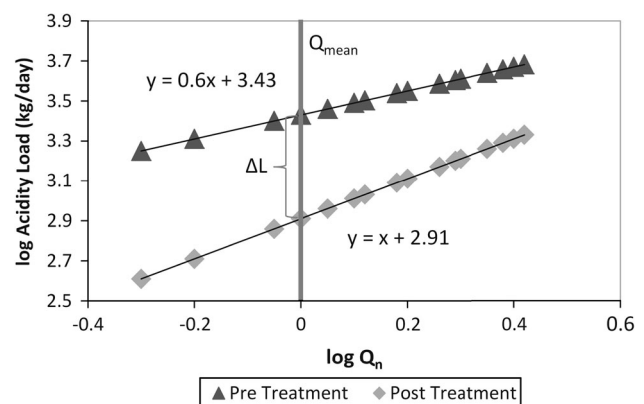 3.9
3.7
3.5
3.3
3.1
2.9
2.7
2.5
log Acidity Load (kg/day)
Qmean
y = 0.6x + 3.43
ΔL
y = x + 2.91
-0.4 -0.2 0 0.2 0.4 0.6
log Qn
Pre Treatment Post Treatment